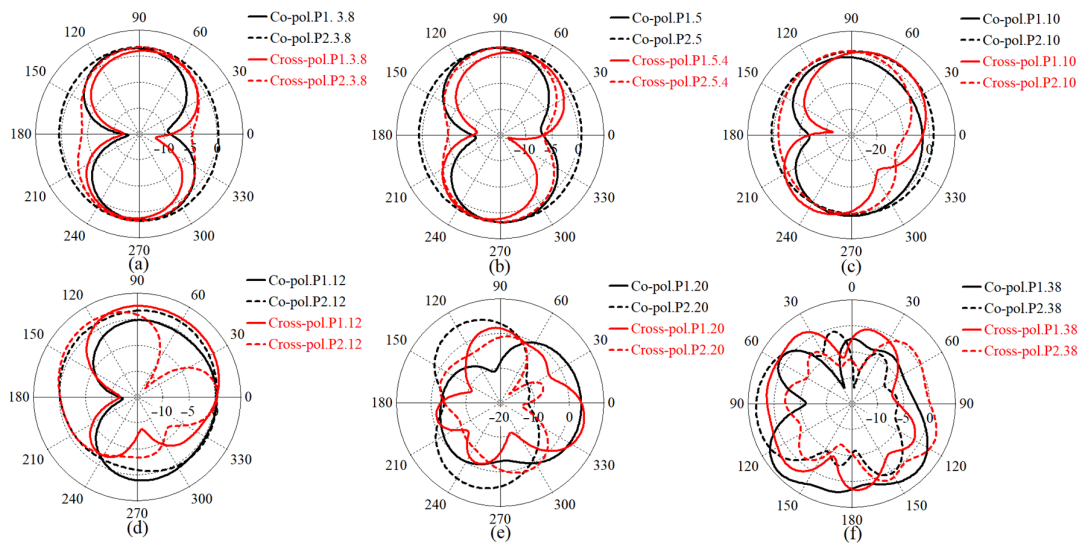 90
120
60
150
30
180
0
-10
-5
0
210
330
240
300
270
Co-pol.P1. 3.8
Co-pol.P2.3.8
Cross-pol.P1.3.8
Cross-pol.P2.3.8
(a)
90
120
60
150
30
180
0
-10
-5
0
210
330
240
300
270
Co-pol.P1.5
Co-pol.P2.5
Cross-pol.P1.5.4
Cross-pol.P2.5.4
(b)
90
120
60
150
30
180
0
-20
210
330
240
300
270
Co-pol.P1.10
Co-pol.P2.10
Cross-pol.P1.10
Cross-pol.P2.10
(c)
90
120
60
150
30
180
0
-10
-5
210
330
240
300
270
Co-pol.P1.12
Co-pol.P2.12
Cross-pol.P1.12
Cross-pol.P2.12
(d)
90
120
60
150
30
180
0
-20
-10
0
210
330
240
300
270
Co-pol.P1.20
Co-pol.P2.20
Cross-pol.P1.20
Cross-pol.P2.20
(e)
0
30
30
60
60
90
90
-10
-5
0
120
120
150
150
180
Co-pol.P1.38
Co-pol.P2.38
Cross-pol.P1.38
Cross-pol.P2.38
(f)